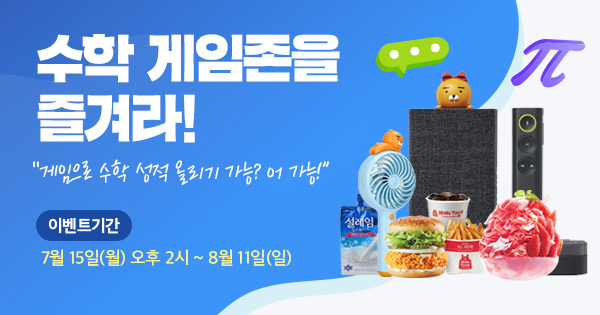 수학 게임존을
즐겨라!
"게임으로 수학 성적 올리기 가능? 어 가능!"
이벤트기간
7월 15일(월) 오후 2시 ~ 8월 11일(일)
설레임
π